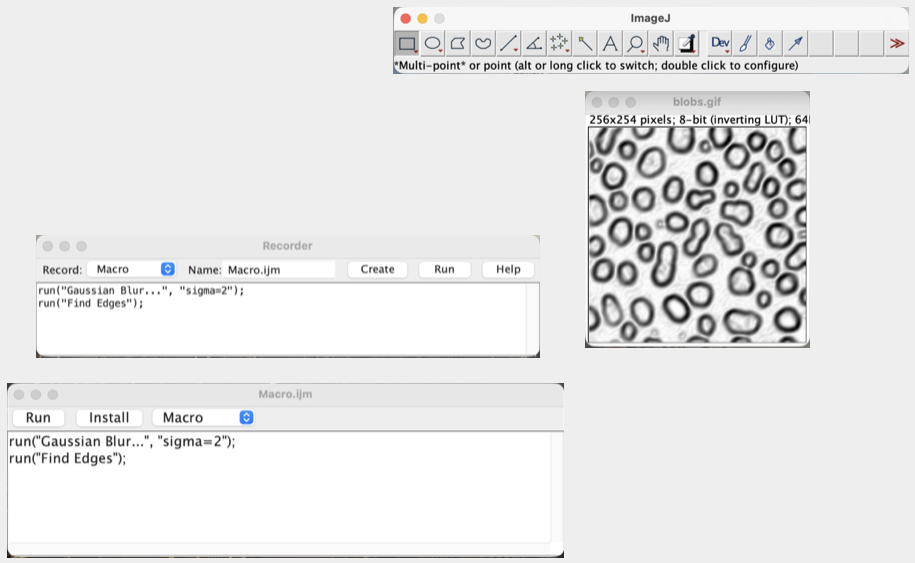 ImageJ
Dev
*Multi-point* or point (alt or long click to switch; double click to configure)
blobs.gif
256x254 pixels; 8-bit (inverting LUT); 64
Recorder
Record: Macro Name: Macro.ijm Create Run Help
run("Gaussian Blur...", "sigma=2");
run("Find Edges");
Macro.ijm
Run Install Macro
run("Gaussian Blur...", "sigma=2");
run("Find Edges");